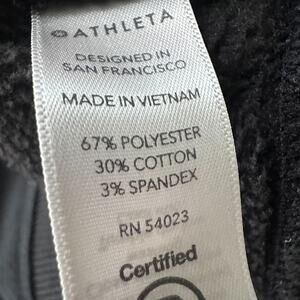 ATHLETA
DESIGNED IN
SAN FRANCISCO
MADE IN VIETNAM
67% POLYESTER
30% COTTON
3% SPANDEX
RN 54023
Certified